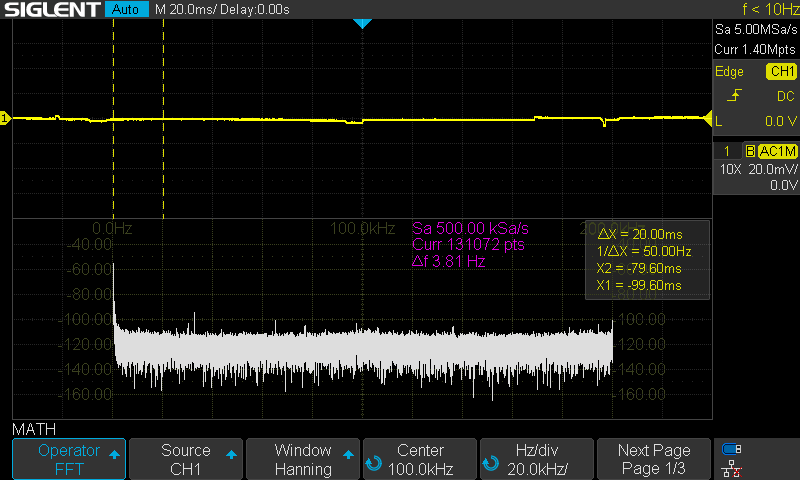 SIGLENT Auto M 20.0ms/ Delay:0.00s f < 10Hz
Sa 5.00MSa/s
Curr 1.40Mpts
Edge CH1
DC
L 0.0 V
1 B AC1M
10X 20.0mV/
0.0V
1
0.0Hz 100.0kHz
Sa 500.00 kSa/s
Curr 131072 pts
Δf 3.81 Hz
ΔX = 20.00ms
1/ΔX = 50.00Hz
X2 = -79.60ms
X1 = -99.60ms
-40.00
-60.00
-80.00
-100.00 -100.00
-120.00 -120.00
-140.00 -140.00
-160.00 -160.00
MATH
Operator Source Window Center Hz/div Next Page
FFT CH1 Hanning 100.0kHz 20.0kHz/ Page 1/3